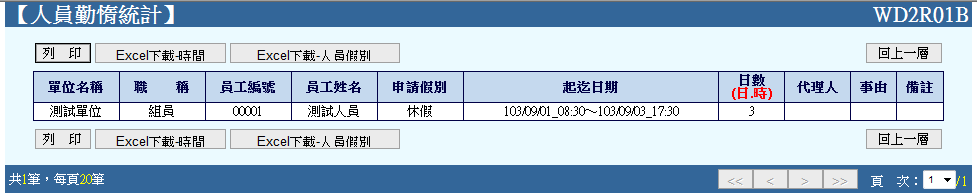 【人員勤惰統計】 WD2R01B
列 印 Excel下載-時間 Excel下載-人員假別 回上一層
單位名稱 職 稱 員工編號 員工姓名 申請假別 起迄日期 日數(日.時) 代理人 事由 備註
測試單位 組員 00001 測試人員 休假 103/09/01_08:30～103/09/03_17:30 3
列 印 Excel下載-時間 Excel下載-人員假別 回上一層
共1筆，每頁20筆 << < > >> 頁 次： 1 /1